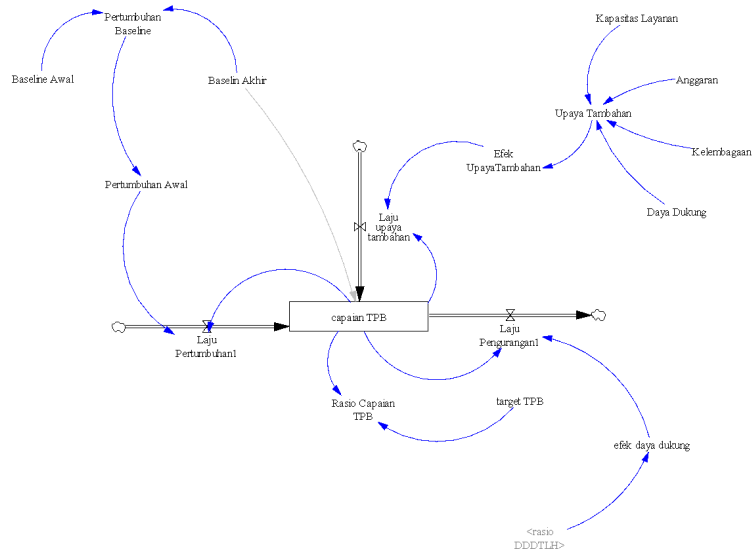 Pertumbuhan
Baseline
Kapasitas Layanan
Baseline Awal
Baselin Akhir
Anggaran
Upaya Tambahan
Efek
UpayaTambahan
Kelembagaan
Pertumbuhan Awal
Daya Dukung
Laju
upaya
tambahan
capaian TPB
Laju
Pertumbuhan1
Laju
Pengurangan1
Rasio Capaian
TPB
target TPB
efek daya dukung
<rasio
DDDTLH>